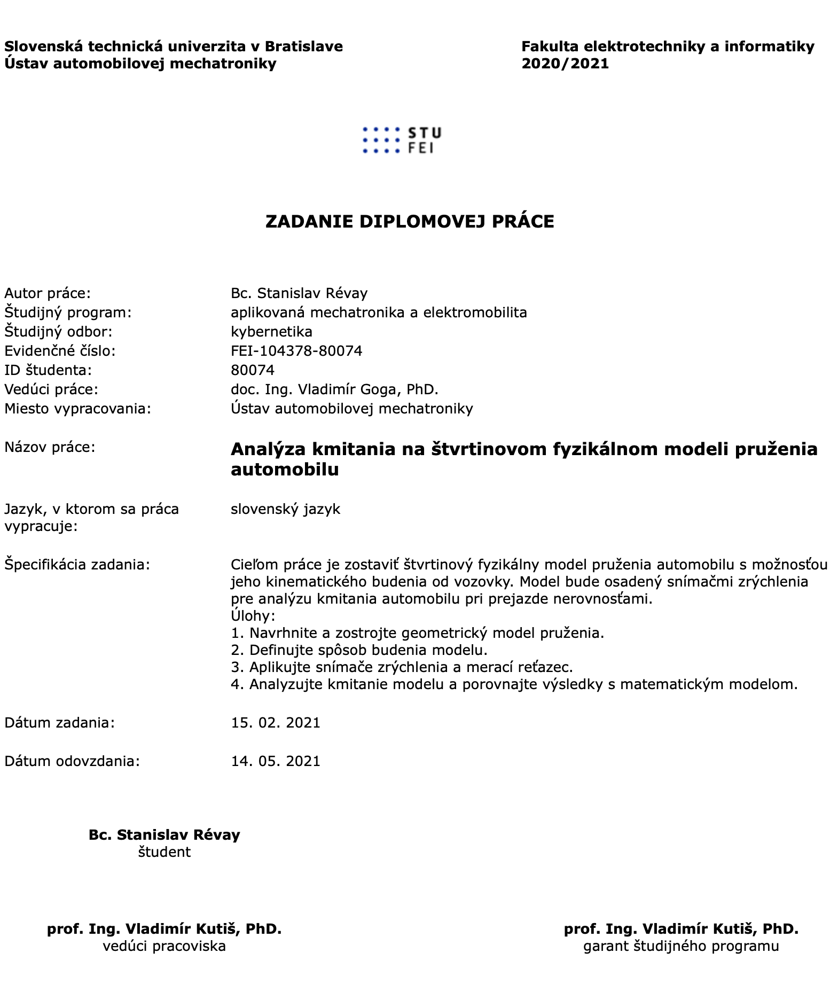 Slovenská technická univerzita v Bratislave
Ústav automobilovej mechatroniky
Fakulta elektrotechniky a informatiky
2020/2021
STU
FEI
ZADANIE DIPLOMOVEJ PRÁCE
Autor práce: Bc. Stanislav Révay
Študijný program: aplikovaná mechatronika a elektromobilita
Študijný odbor: kybernetika
Evidenčné číslo: FEI-104378-80074
ID študenta: 80074
Vedúci práce: doc. Ing. Vladimír Goga, PhD.
Miesto vypracovania: Ústav automobilovej mechatroniky
Názov práce: Analýza kmitania na štvrtinovom fyzikálnom modeli pruženia
automobilu
Jazyk, v ktorom sa práca
vypracuje:
slovenský jazyk
Špecifikácia zadania: Cieľom práce je zostaviť štvrtinový fyzikálny model pruženia automobilu s možnosťou
jeho kinematického budenia od vozovky. Model bude osadený snímačmi zrýchlenia
pre analýzu kmitania automobilu pri prejazde nerovnosťami.
Úlohy:
1. Navrhnite a zostrojte geometrický model pruženia.
2. Definujte spôsob budenia modelu.
3. Aplikujte snímače zrýchlenia a merací reťazec.
4. Analyzujte kmitanie modelu a porovnajte výsledky s matematickým modelom.
Dátum zadania: 15. 02. 2021
Dátum odovzdania: 14. 05. 2021
Bc. Stanislav Révay
študent
prof. Ing. Vladimír Kutiš, PhD.
vedúci pracoviska
prof. Ing. Vladimír Kutiš, PhD.
garant študijného programu